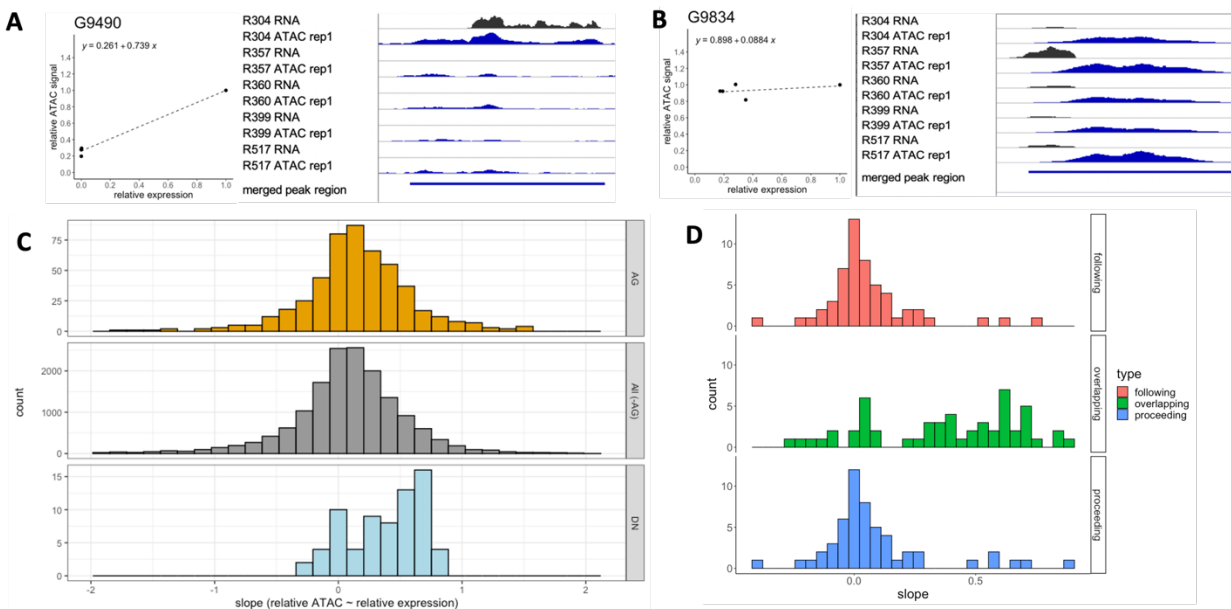 A
G9490
y = 0.261 + 0.739 x
relative ATAC signal
1.4
1.2
1.0
0.8
0.6
0.4
0.2
0.0
0.0
0.2
0.4
0.6
0.8
1.0
relative expression
R304 RNA
R304 ATAC rep1
R357 RNA
R357 ATAC rep1
R360 RNA
R360 ATAC rep1
R399 RNA
R399 ATAC rep1
R517 RNA
R517 ATAC rep1
merged peak region
B
G9834
y = 0.898 + 0.0884 x
relative ATAC signal
1.4
1.2
1.0
0.8
0.6
0.4
0.2
0.0
0.0
0.2
0.4
0.6
0.8
1.0
relative expression
R304 RNA
R304 ATAC rep1
R357 RNA
R357 ATAC rep1
R360 RNA
R360 ATAC rep1
R399 RNA
R399 ATAC rep1
R517 RNA
R517 ATAC rep1
merged peak region
C
count
75
50
25
0
AG
2000
1000
0
All (-AG)
15
10
5
0
DN
-2
-1
0
1
2
slope (relative ATAC ~ relative expression)
D
count
10
5
0
following
10
5
0
overlapping
10
5
0
proceeding
0.0
0.5
slope
type
following
overlapping
proceeding